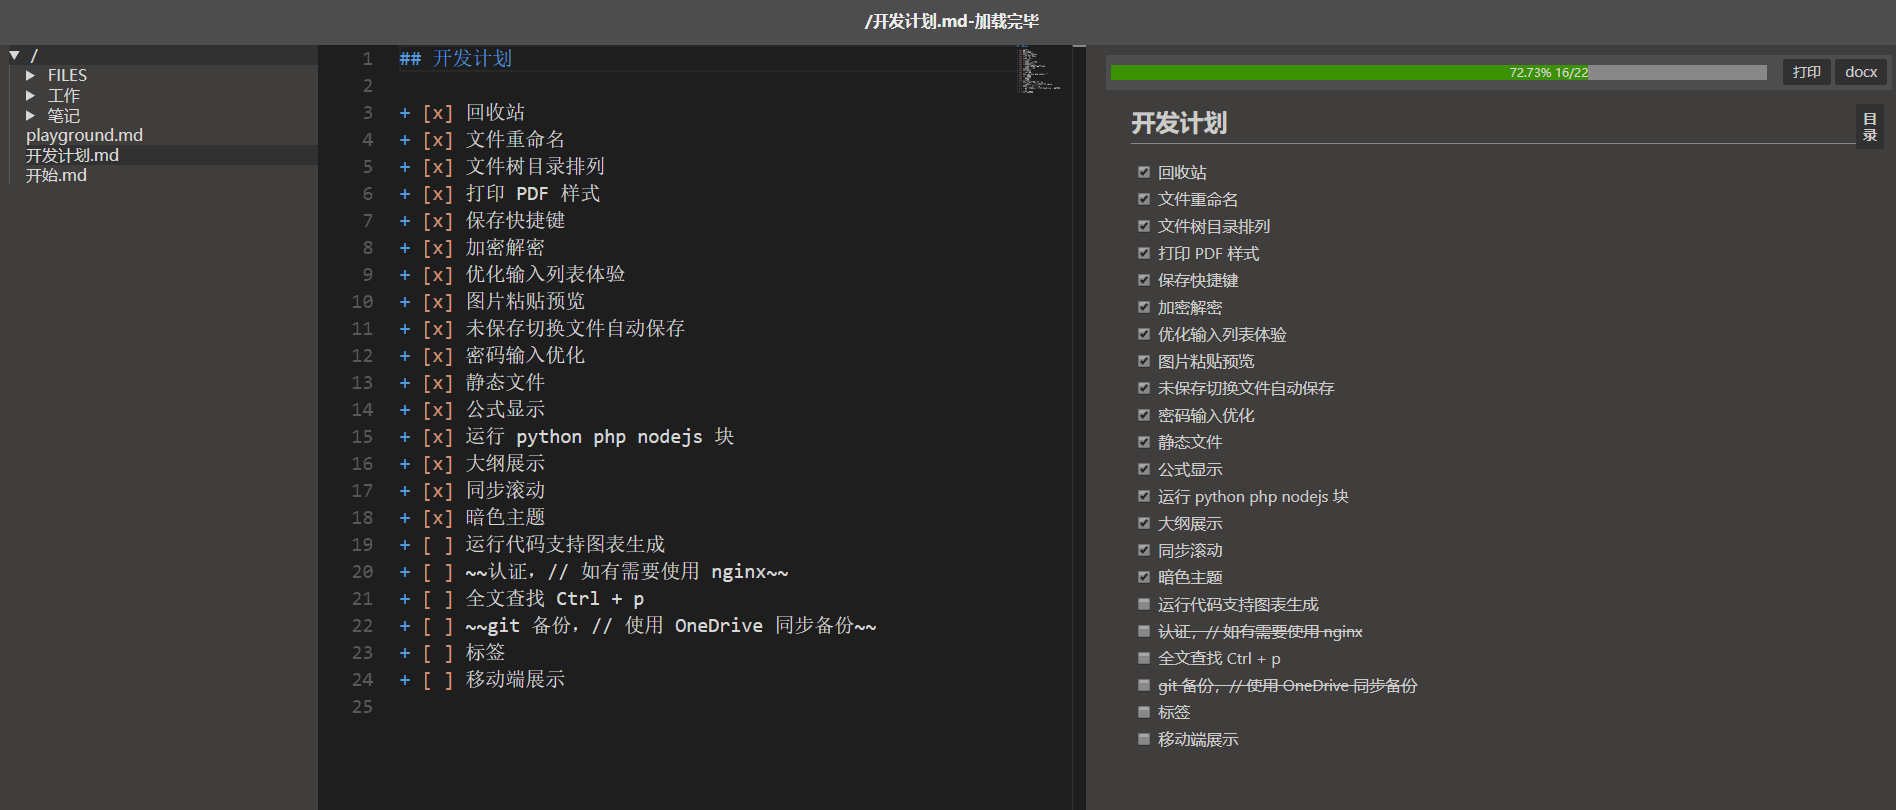 /开发计划.md-加载完毕
/
FILES
工作
笔记
playground.md
开发计划.md
开始.md
1 ## 开发计划
2
3 + [x] 回收站
4 + [x] 文件重命名
5 + [x] 文件树目录排列
6 + [x] 打印 PDF 样式
7 + [x] 保存快捷键
8 + [x] 加密解密
9 + [x] 优化输入列表体验
10 + [x] 图片粘贴预览
11 + [x] 未保存切换文件自动保存
12 + [x] 密码输入优化
13 + [x] 静态文件
14 + [x] 公式显示
15 + [x] 运行 python php nodejs 块
16 + [x] 大纲展示
17 + [x] 同步滚动
18 + [x] 暗色主题
19 + [ ] 运行代码支持图表生成
20 + [ ] ~~认证，// 如有需要使用 nginx~~
21 + [ ] 全文查找 Ctrl + p
22 + [ ] ~~git 备份，// 使用 OneDrive 同步备份~~
23 + [ ] 标签
24 + [ ] 移动端展示
25
72.73% 16/22
打印
docx
目录
开发计划
回收站
文件重命名
文件树目录排列
打印 PDF 样式
保存快捷键
加密解密
优化输入列表体验
图片粘贴预览
未保存切换文件自动保存
密码输入优化
静态文件
公式显示
运行 python php nodejs 块
大纲展示
同步滚动
暗色主题
运行代码支持图表生成
认证，// 如有需要使用 nginx
全文查找 Ctrl + p
git 备份，// 使用 OneDrive 同步备份
标签
移动端展示